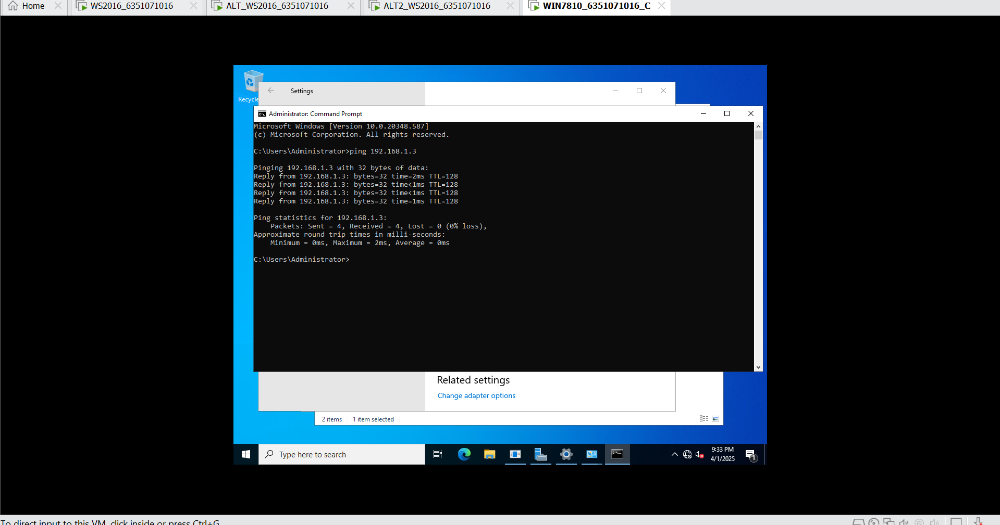 Home
WS2016_6351071016
ALT_WS2016_6351071016
ALT2_WS2016_6351071016
WIN7810_6351071016_C
Recycle
Settings
Administrator: Command Prompt
Microsoft Windows [Version 10.0.20348.587]
(c) Microsoft Corporation. All rights reserved.
C:\Users\Administrator>ping 192.168.1.3
Pinging 192.168.1.3 with 32 bytes of data:
Reply from 192.168.1.3: bytes=32 time=2ms TTL=128
Reply from 192.168.1.3: bytes=32 time<1ms TTL=128
Reply from 192.168.1.3: bytes=32 time<1ms TTL=128
Reply from 192.168.1.3: bytes=32 time=1ms TTL=128
Ping statistics for 192.168.1.3:
    Packets: Sent = 4, Received = 4, Lost = 0 (0% loss),
Approximate round trip times in milli-seconds:
    Minimum = 0ms, Maximum = 2ms, Average = 0ms
C:\Users\Administrator>
Related settings
Change adapter options
2 items 1 item selected
Type here to search
9:33 PM
4/1/2025
1
To direct input to this VM, click inside or press Ctrl+G.